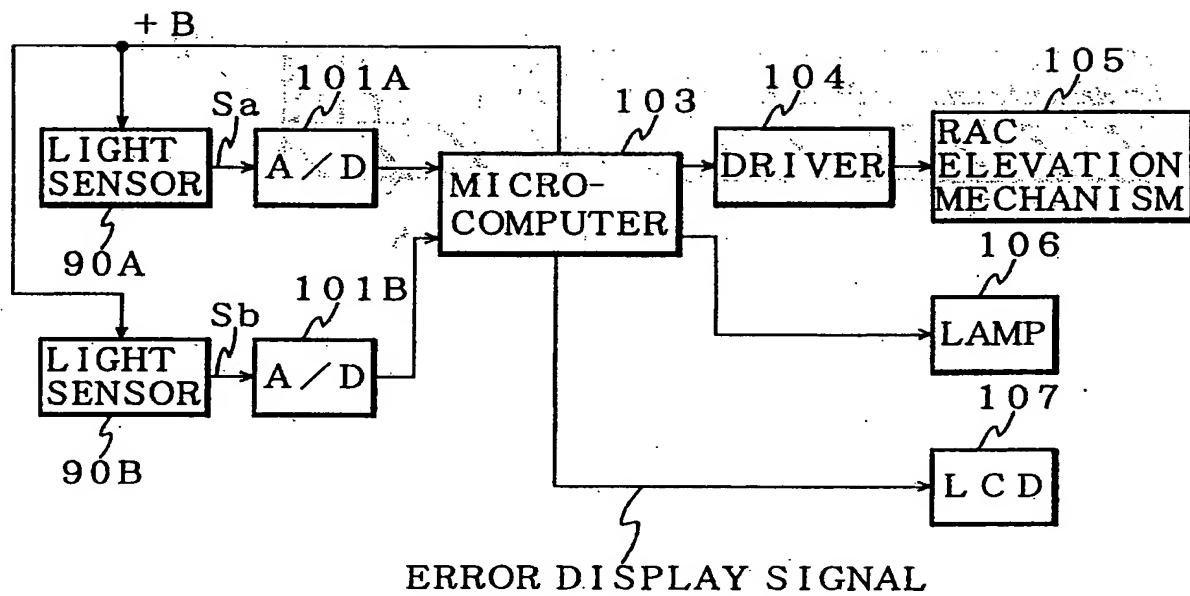 +B
101A
Sa
LIGHT
SENSOR
A/D
90A
103
MICRO-
COMPUTER
104
DRIVER
105
RAC
ELEVATION
MECHANISM
101B
Sb
LIGHT
SENSOR
A/D
90B
106
LAMP
107
LCD
ERROR DISPLAY SIGNAL